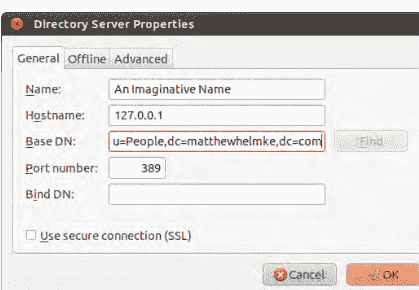 Directory Server Properties
General Offline Advanced
Name: An Imaginative Name
Hostname: 127.0.0.1
Base DN: u=People,dc=matthewhelmke,dc=com Find
Port number: 389
Bind DN:
Use secure connection (SSL)
Cancel OK